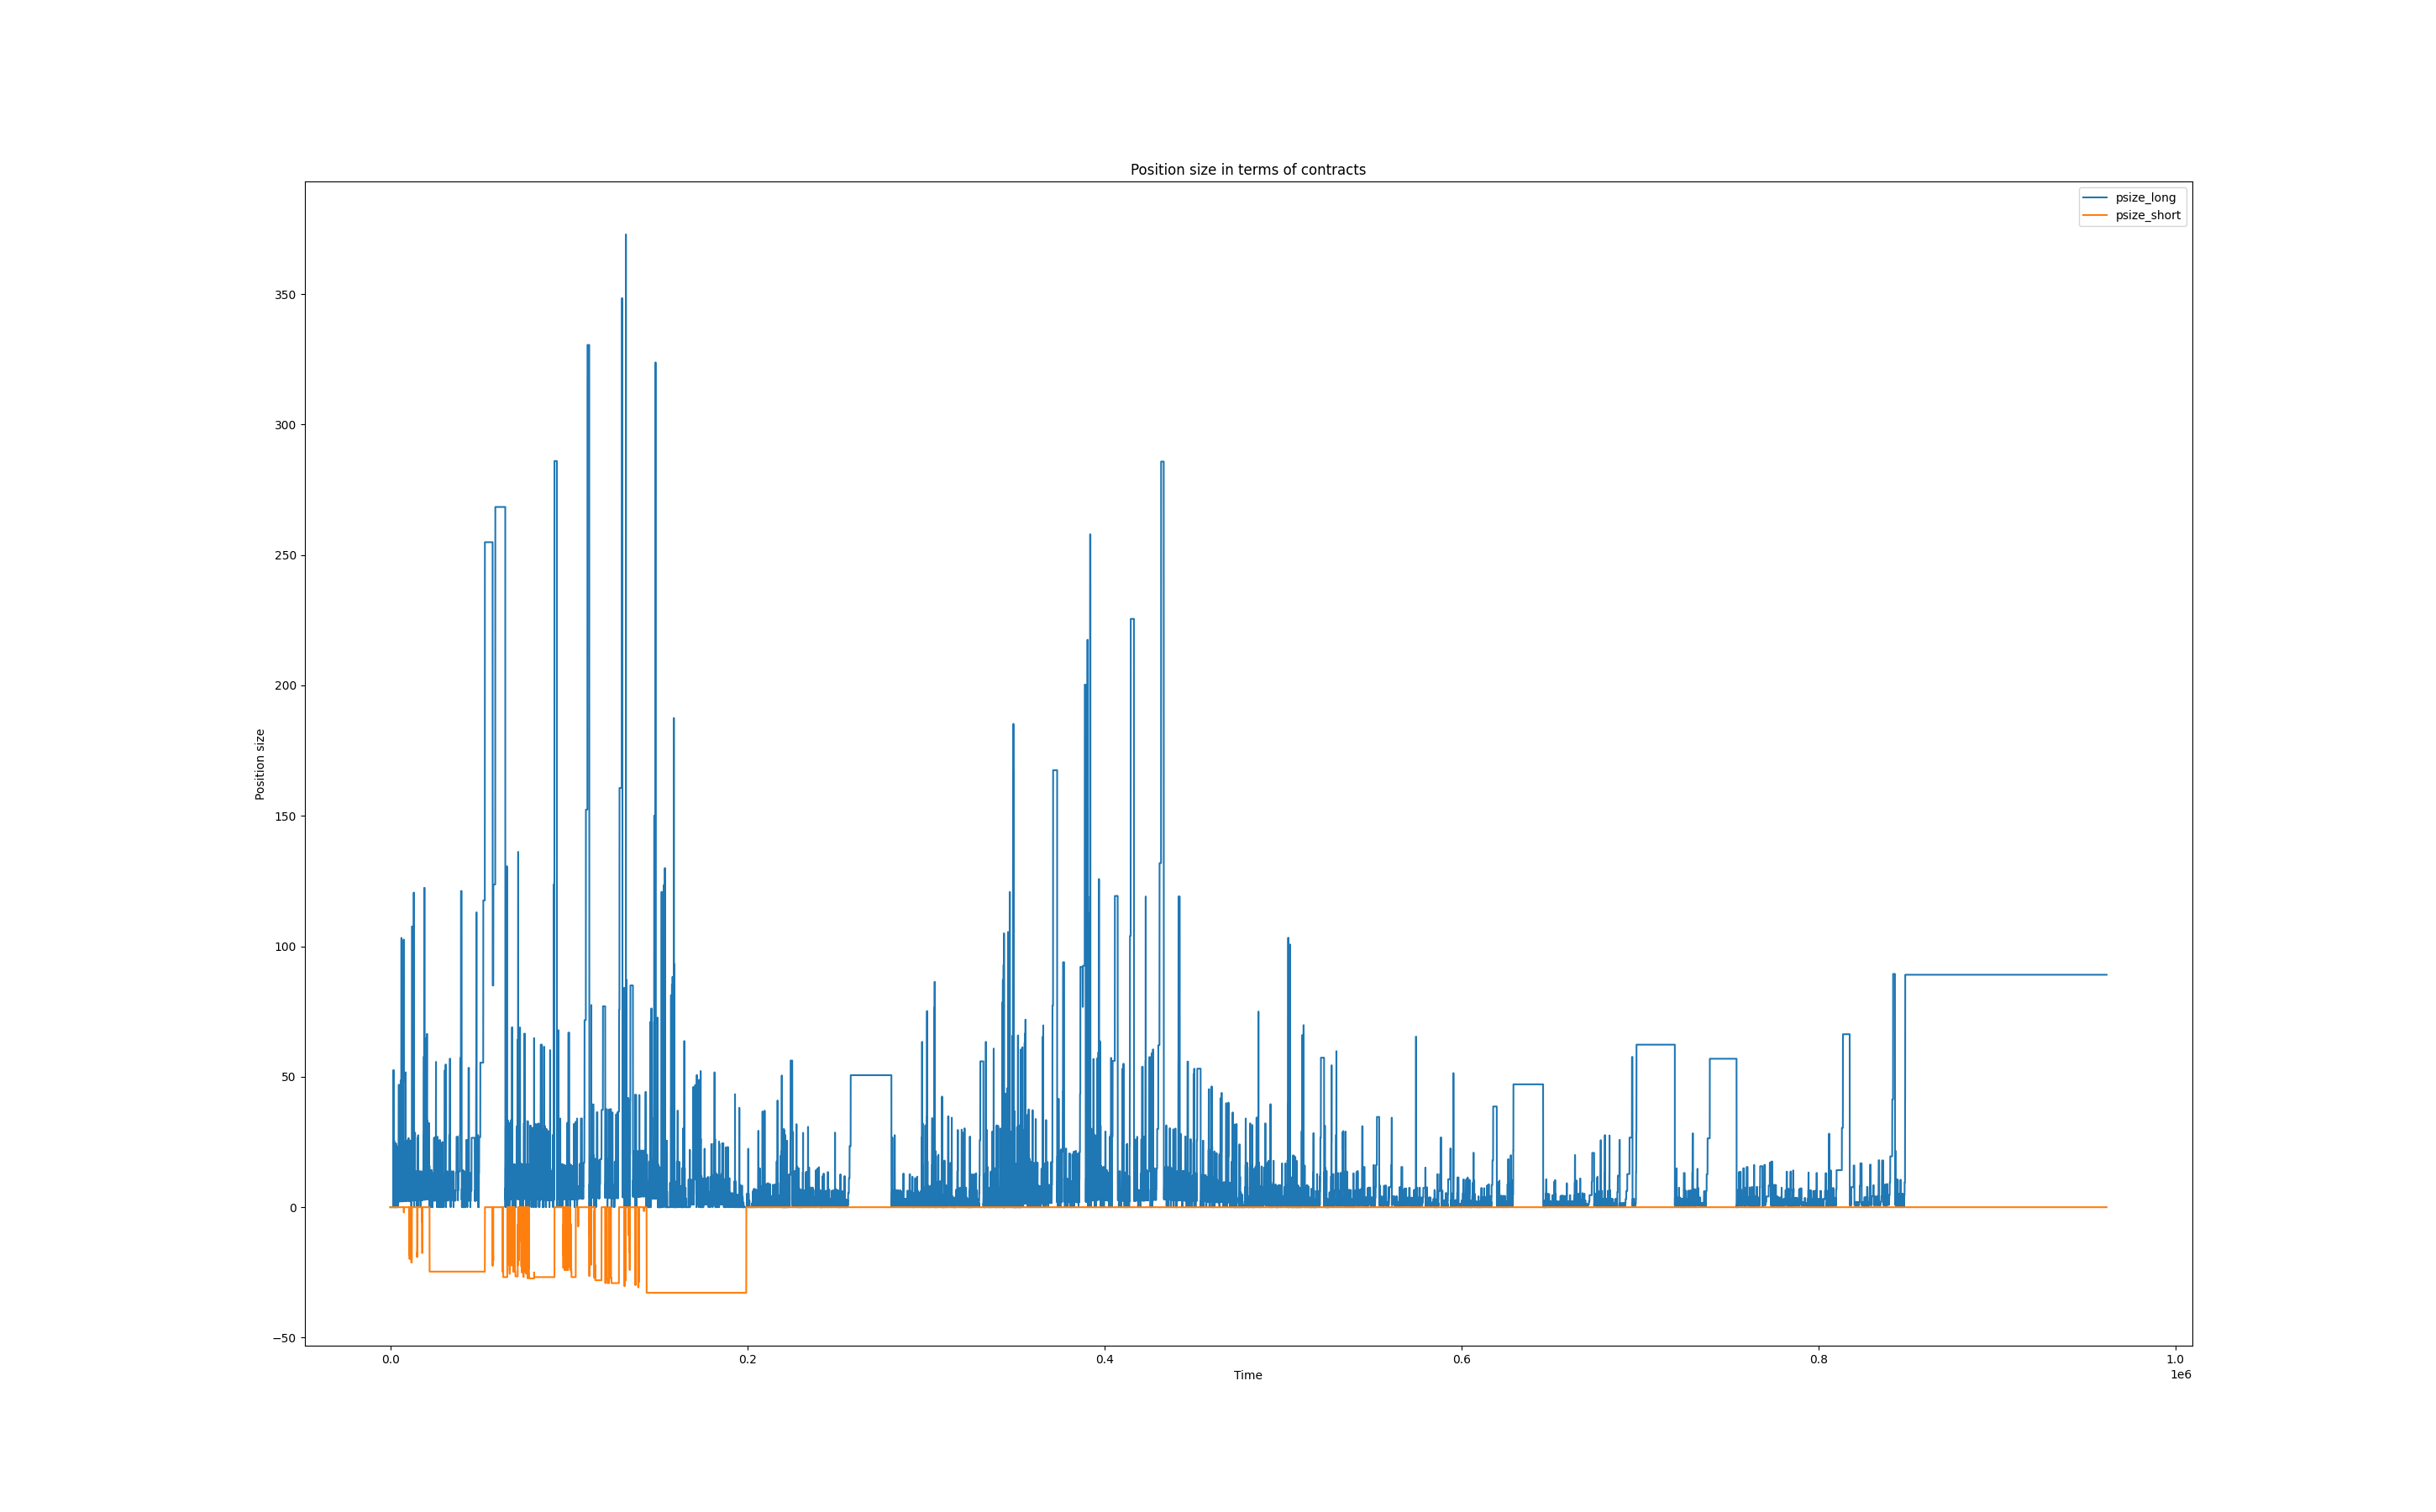 Position size in terms of contracts
psize_long
psize_short
Position size
350
300
250
200
150
100
50
0
−50
0.0
0.2
0.4
0.6
0.8
1.0
1e6
Time